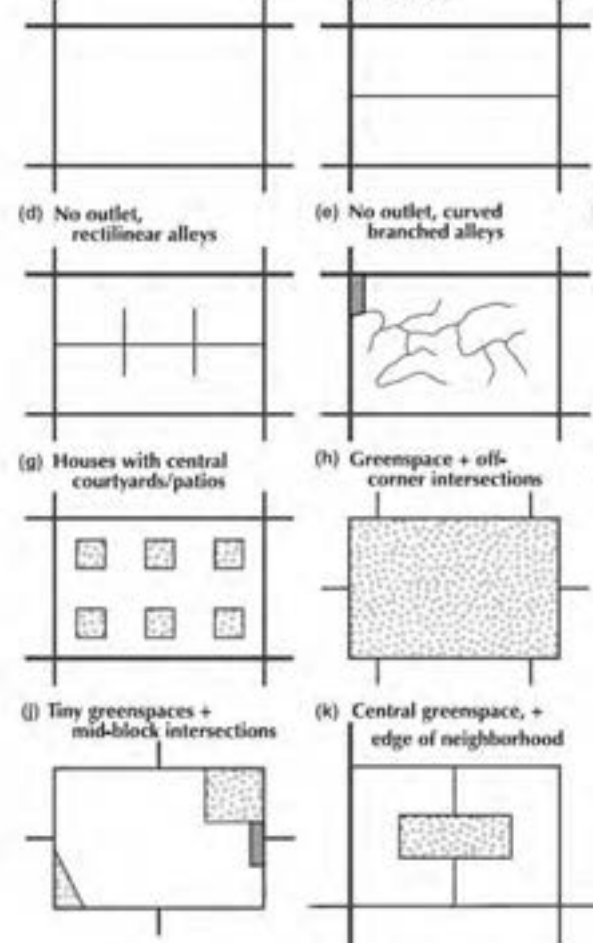 (d) No outlet,
rectilinear alleys
(e) No outlet, curved
branched alleys
(g) Houses with central
courtyards/patios
(h) Greenspace + off-
corner intersections
(j) Tiny greenspaces +
mid-block intersections
(k) Central greenspace, +
edge of neighborhood